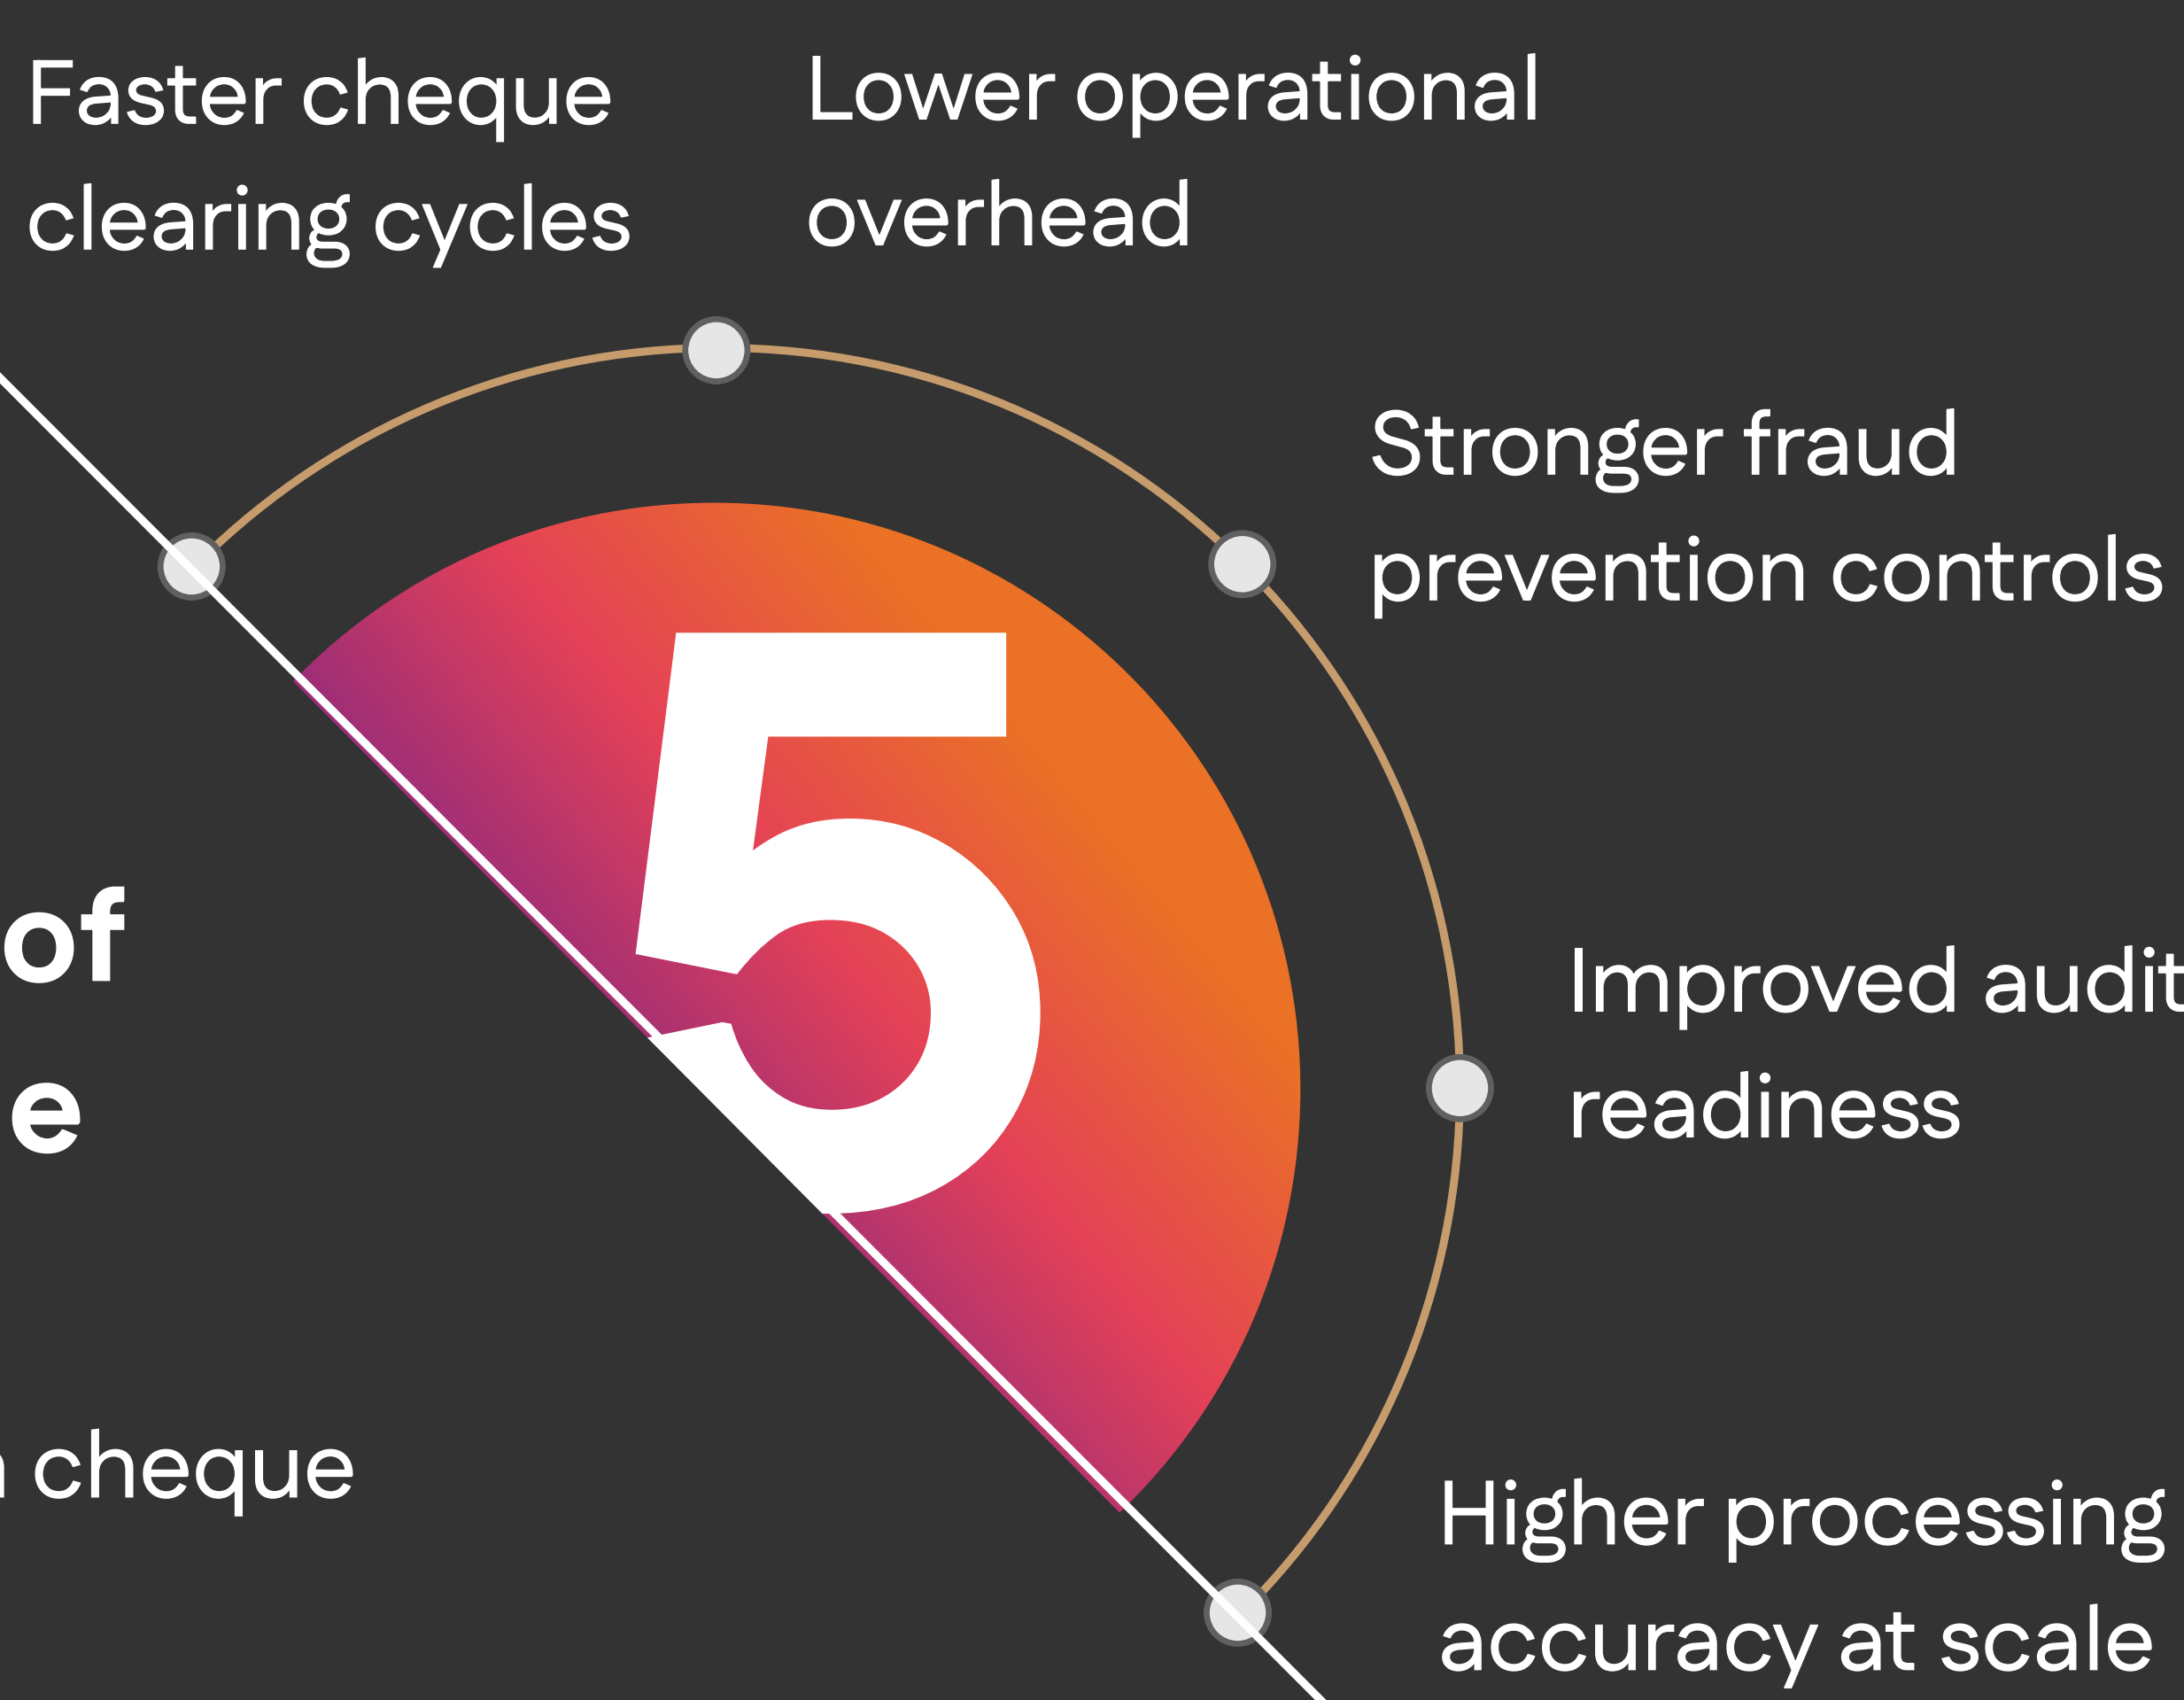 Faster cheque
clearing cycles
Lower operational
overhead
Strong fraud
prevention controls
5
of
e
Improved audit
readiness
cheque
Higher processing
accuracy at scale